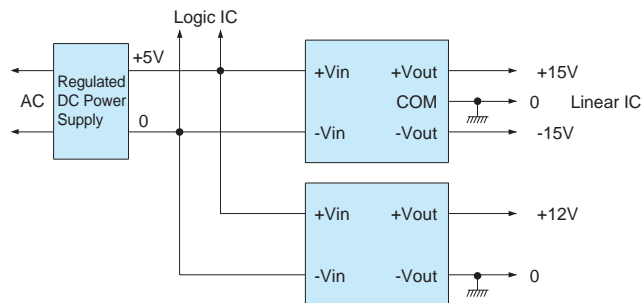 Logic IC
+5V
Regulated
DC Power
Supply
AC
0
+Vin +Vout
COM
-Vin -Vout
+15V
0 Linear IC
-15V
+Vin +Vout
-Vin -Vout
+12V
0